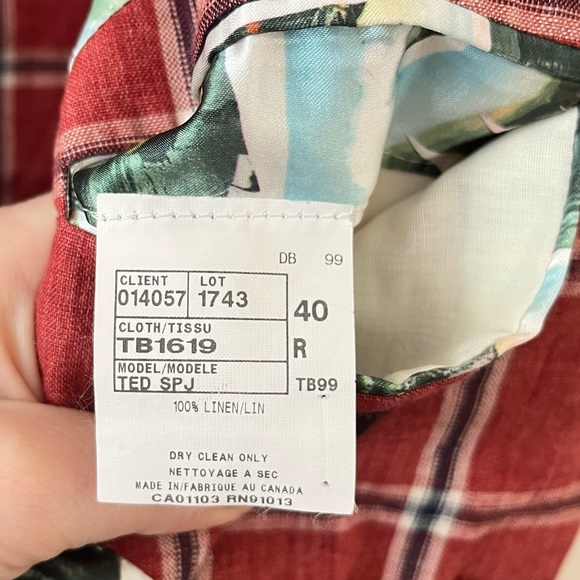 DB 99
CLIENT LOT
014057 1743 40
CLOTH/TISSU
TB1619 R
MODEL/MODELE
TED SPJ TB99
100% LINEN/LIN
DRY CLEAN ONLY
NETTOYAGE A SEC
MADE IN/FABRIQUE AU CANADA
CA01103 RN91013